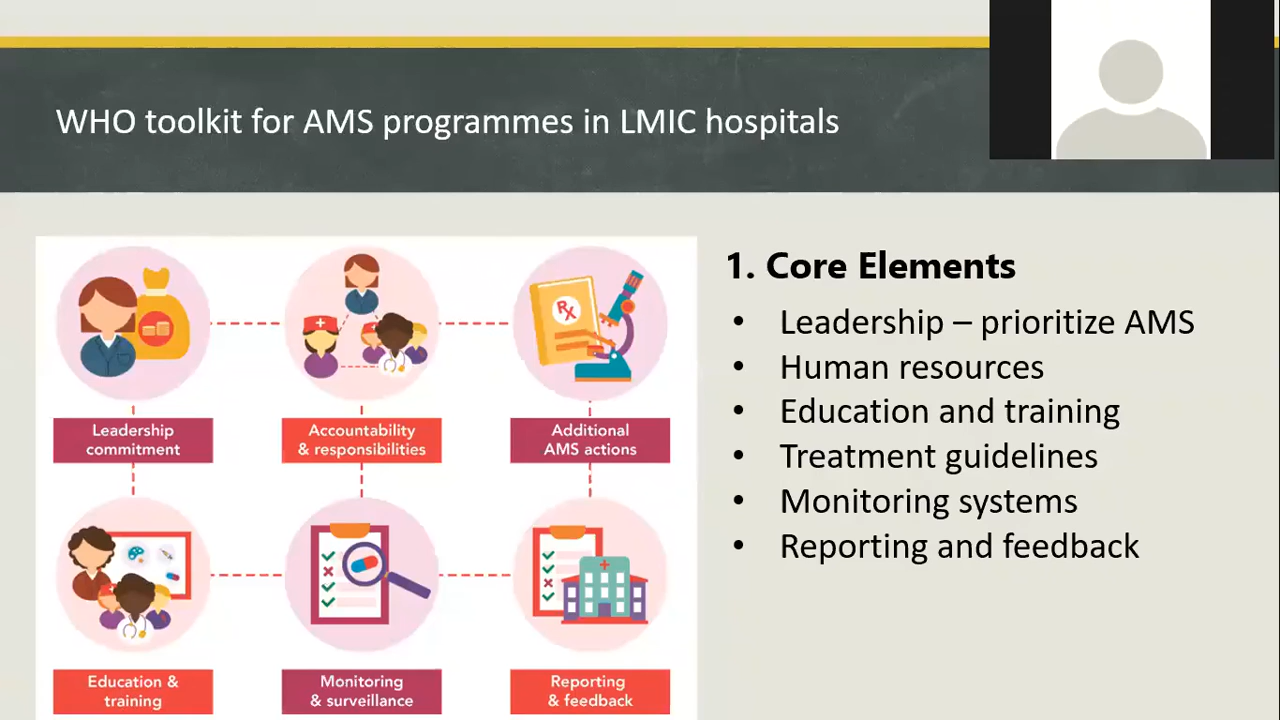 WHO toolkit for AMS programmes in LMIC hospitals
Leadership
commitment
Accountability
& responsibilities
Rx
Additional
AMS actions
Education &
training
Monitoring
& surveillance
Reporting
& feedback
1. Core Elements
• Leadership – prioritize AMS
• Human resources
• Education and training
• Treatment guidelines
• Monitoring systems
• Reporting and feedback